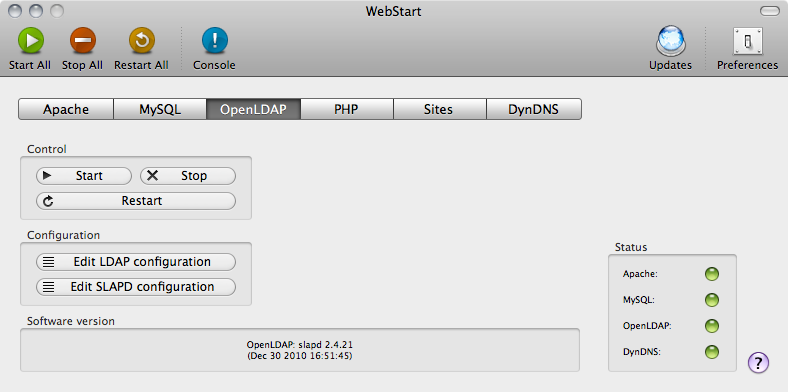 WebStart
Start All Stop All Restart All Console Updates Preferences
Apache MySQL OpenLDAP PHP Sites DynDNS
Control
Start Stop
Restart
Configuration
Edit LDAP configuration
Edit SLAPD configuration
Software version
OpenLDAP: slapd 2.4.21
(Dec 30 2010 16:51:45)
Status
Apache:
MySQL:
OpenLDAP:
DynDNS:
?